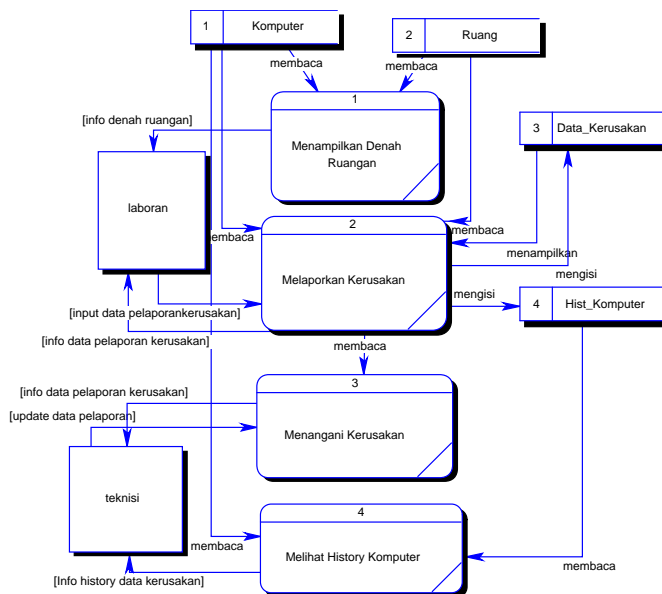 1 Komputer
2 Ruang
membaca
membaca
1
[info denah ruangan]
Menampilkan Denah
Ruangan
3 Data_Kerusakan
laboran
2
membaca
embaca
menampilkan
Melaporkan Kerusakan
mengisi
mengisi
4 Hist_Komputer
[input data pelaporankerusakan]
[info data pelaporan kerusakan]
membaca
3
[info data pelaporan kerusakan]
[update data pelaporan]
Menangani Kerusakan
teknisi
4
membaca
Melihat History Komputer
membaca
[Info history data kerusakan]